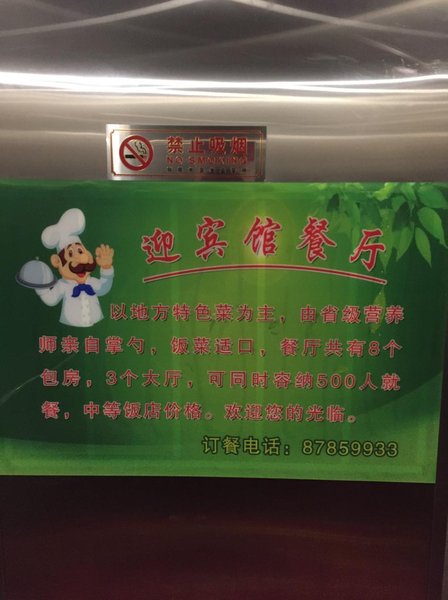 禁止吸烟
NO SMOKING
迎宾馆餐厅
以地方特色菜为主，由省级营养
师亲自掌勺，饭菜适口，餐厅共有8个
包房，3个大厅，可同时容纳500人就
餐，中等饭店价格。欢迎您的光临。
订餐电话：87859933